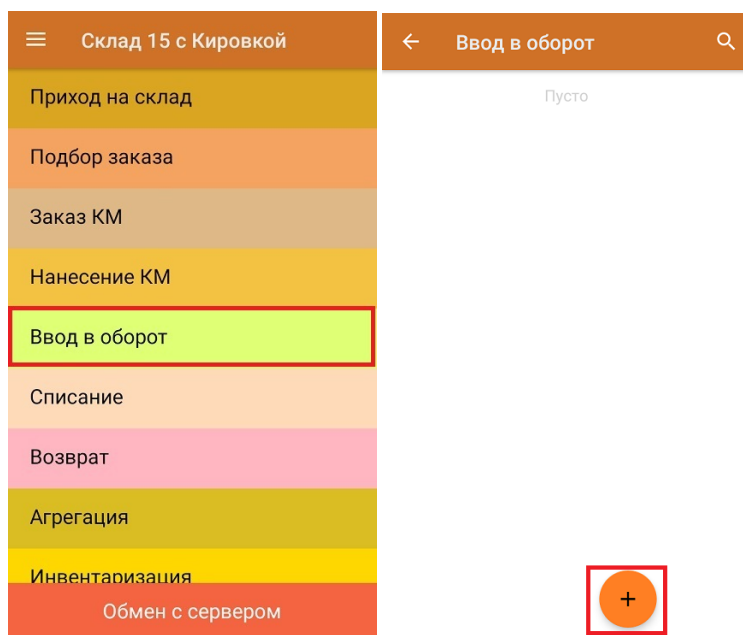 Склад 15 с Кировкой
Приход на склад
Подбор заказа
Заказ КМ
Нанесение КМ
Ввод в оборот
Списание
Возврат
Агрегация
Инвентаризация
Обмен с сервером
Ввод в оборот
Пусто
+